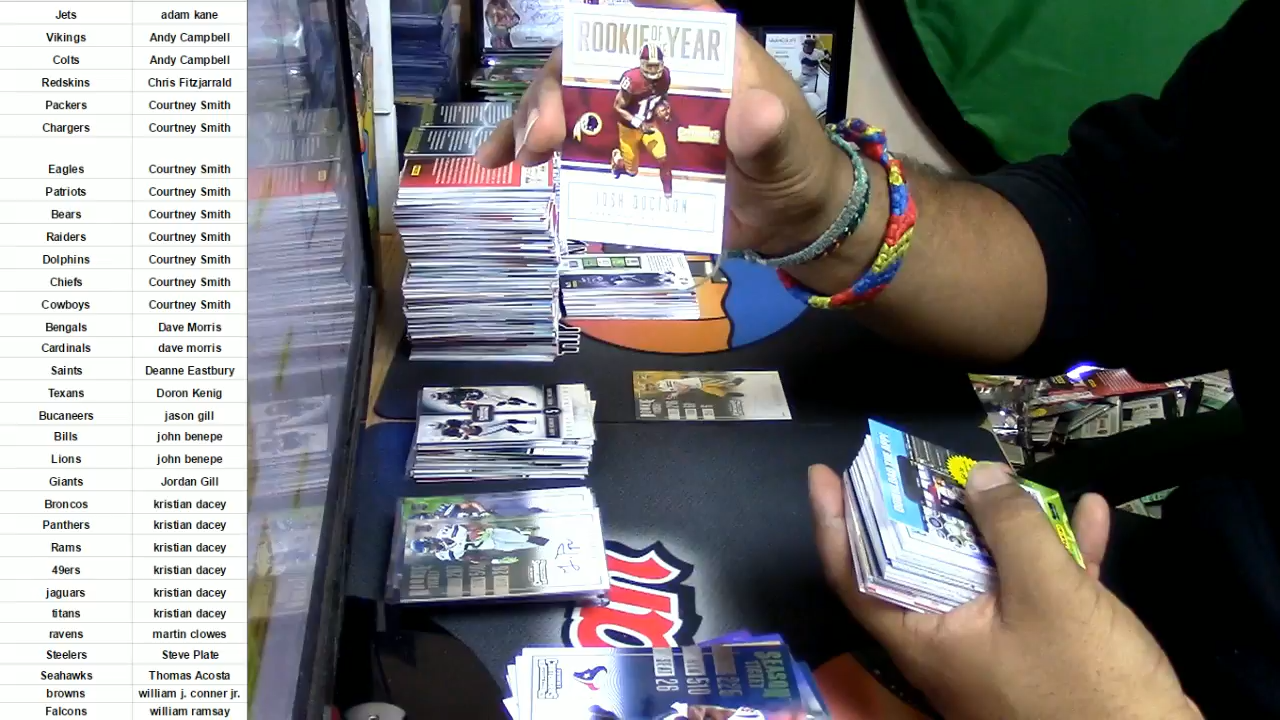 Jets adam kane
Vikings Andy Campbell
Colts Andy Campbell
Redskins Chris Fitzjarrald
Packers Courtney Smith
Chargers Courtney Smith
Eagles Courtney Smith
Patriots Courtney Smith
Bears Courtney Smith
Raiders Courtney Smith
Dolphins Courtney Smith
Chiefs Courtney Smith
Cowboys Courtney Smith
Bengals Dave Morris
Cardinals dave morris
Saints Deanne Eastbury
Texans Doron Kenig
Bucaneers jason gill
Bills john benepe
Lions john benepe
Giants Jordan Gill
Broncos kristian dacey
Panthers kristian dacey
Rams kristian dacey
49ers kristian dacey
jaguars kristian dacey
titans kristian dacey
ravens martin clowes
Steelers Steve Plate
Hawks Thomas Acosta
browns william j. conner jr.
Falcons william ramsay
ROOKIE OF THE YEAR
JOSH DOCTSON
SEASON
TICKET